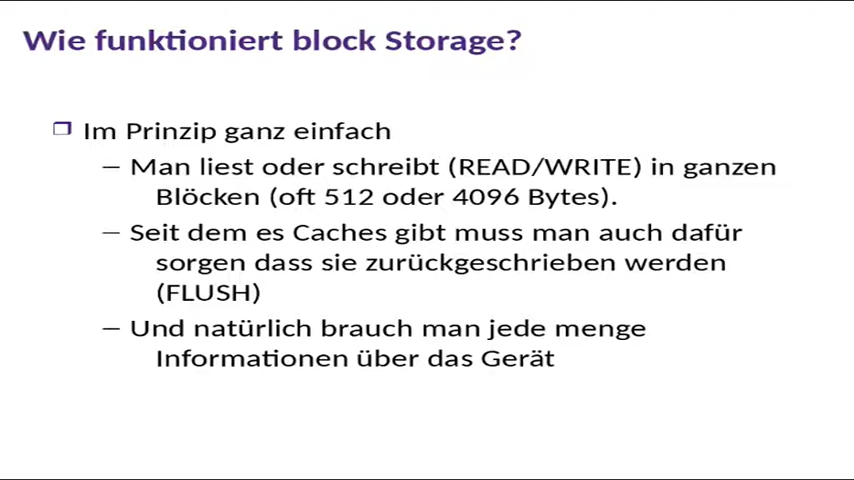 Wie funktioniert block Storage?
❒ Im Prinzip ganz einfach
– Man liest oder schreibt (READ/WRITE) in ganzen
Blöcken (oft 512 oder 4096 Bytes).
– Seit dem es Caches gibt muss man auch dafür
sorgen dass sie zurückgeschrieben werden
(FLUSH)
– Und natürlich brauch man jede menge
Informationen über das Gerät